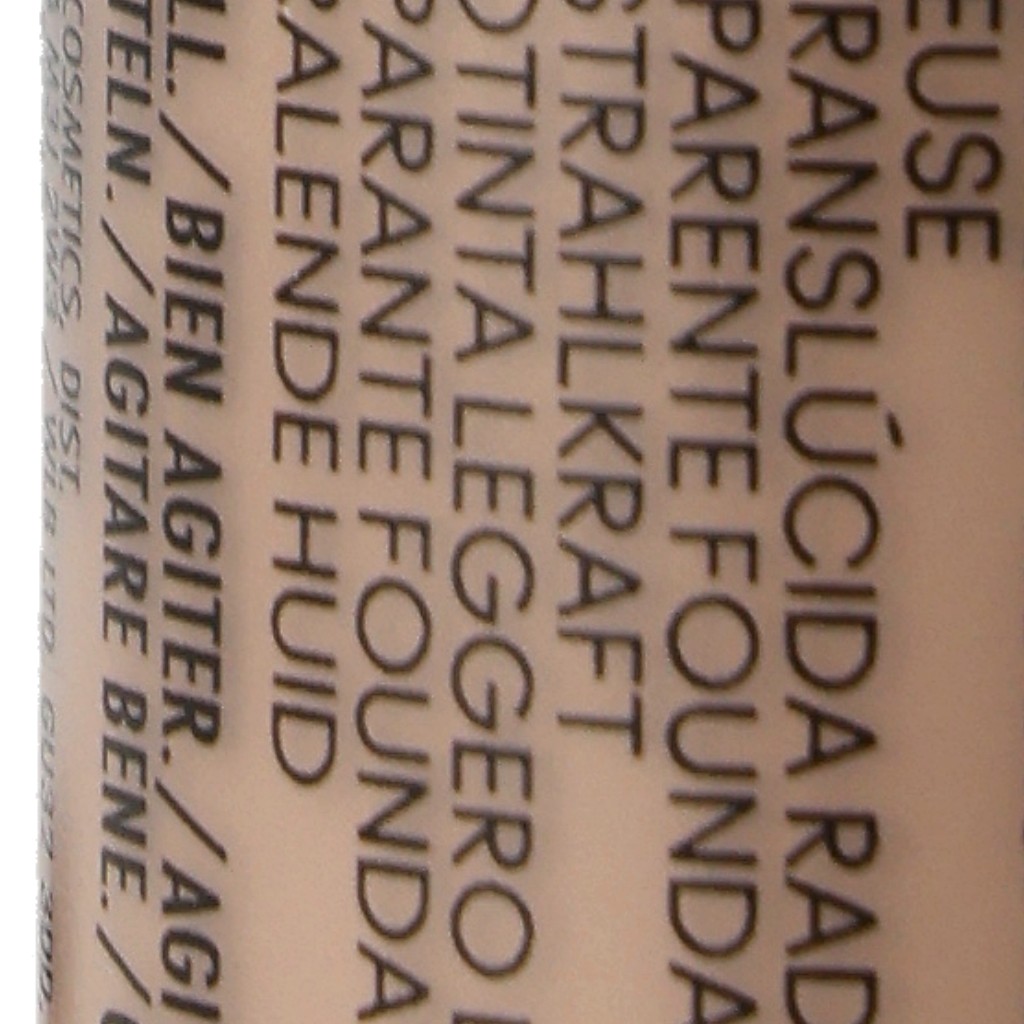 EUSE
RANSLÚCIDA RAD
PARENTE FOUNDA
STRAHLKRAFT
OTINTA LEGGERO
PARANTE FOUNDA
RALENDE HUID
LL. / BIEN AGITER. / AGI
TELN. / AGITARE BENE. /
COSMETICS, DIST.